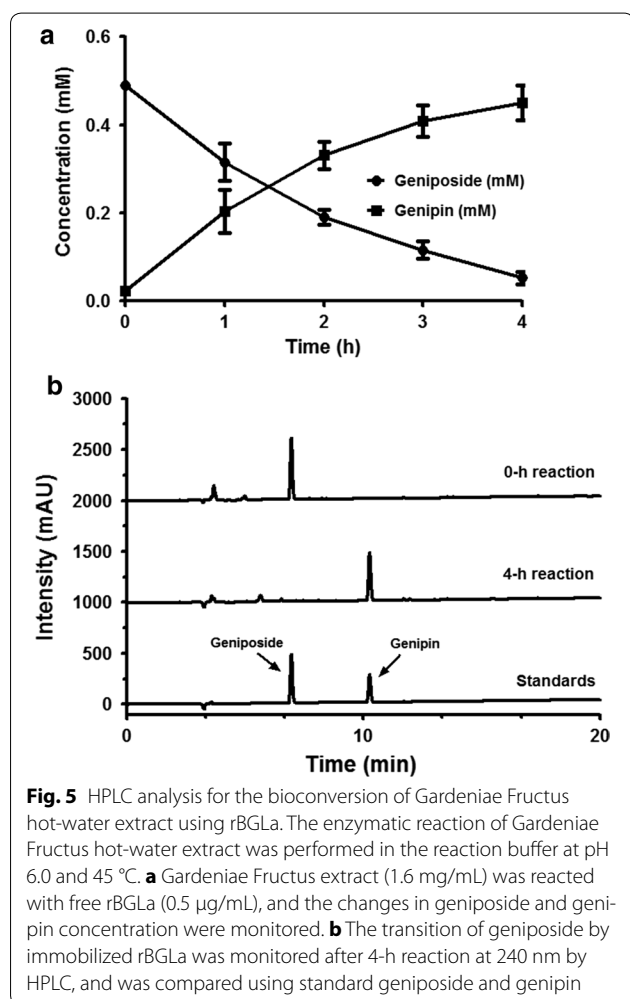 a
0.6
0.4
0.2
0.0
Concentration (mM)
Geniposide (mM)
Genipin (mM)
0 1 2 3 4
Time (h)
b
3000
2500
2000
1500
1000
500
0
Intensity (mAU)
0-h reaction
4-h reaction
Geniposide
Genipin
Standards
0 10 20
Time (min)
Fig. 5 HPLC analysis for the bioconversion of Gardeniae Fructus
hot-water extract using rBGLa. The enzymatic reaction of Gardeniae
Fructus hot-water extract was performed in the reaction buffer at pH
6.0 and 45 °C. a Gardeniae Fructus extract (1.6 mg/mL) was reacted
with free rBGLa (0.5 µg/mL), and the changes in geniposide and geni-
pin concentration were monitored. b The transition of geniposide by
immobilized rBGLa was monitored after 4-h reaction at 240 nm by
HPLC, and was compared using standard geniposide and genipin